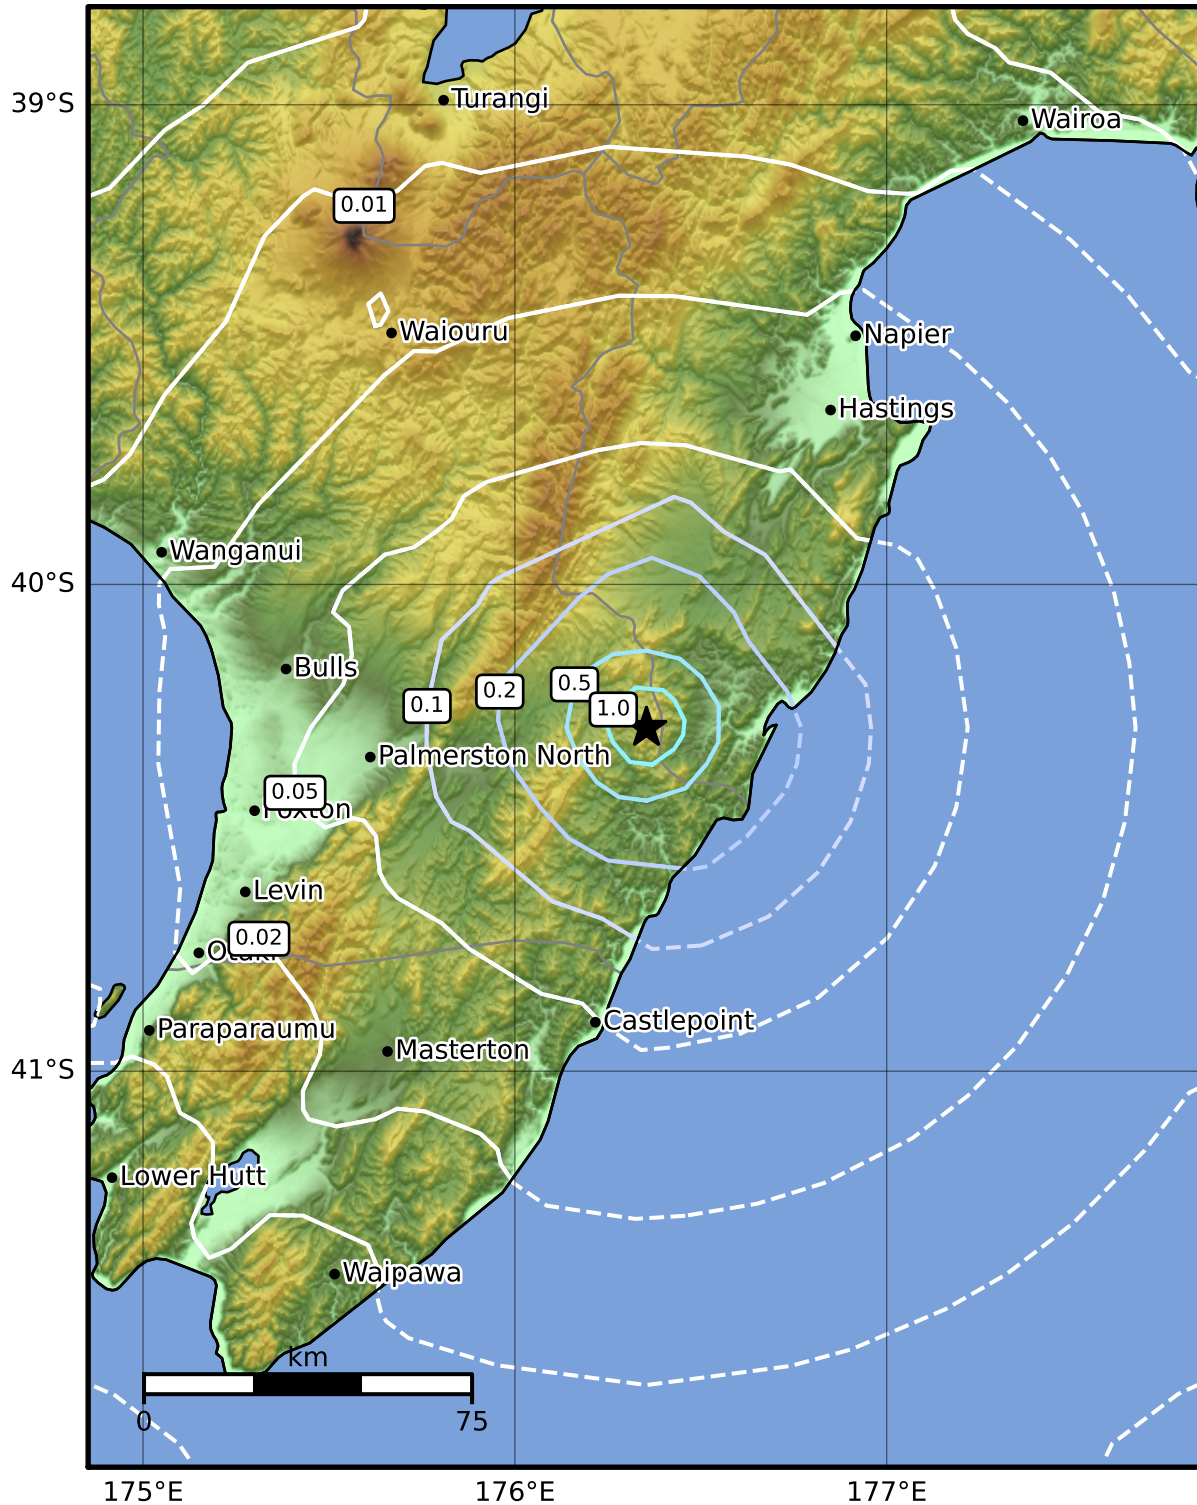 39°S
Turangi
Wairoa
0.01
Waiouru
Napier
Hastings
Wanganui
40°S
Bulls
0.5
0.2
0.1
1.0
Palmerston North
0.05
Foxton
Levin
0.02
Otaki
Castlepoint
Paraparaumu
Masterton
41°S
Lower Hutt
Waipawa
km
0
75
175°E
176°E
177°E